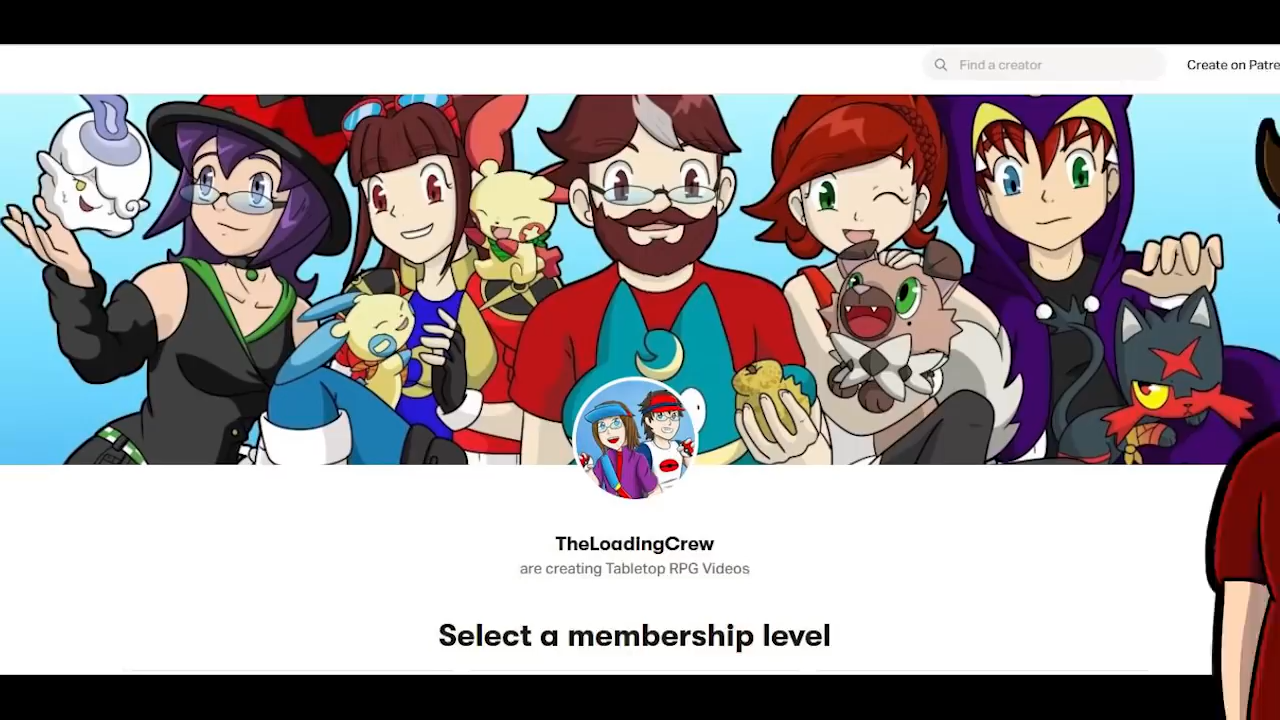 Find a creator
Create on Patre
TheLoadingCrew
are creating Tabletop RPG Videos
Select a membership level